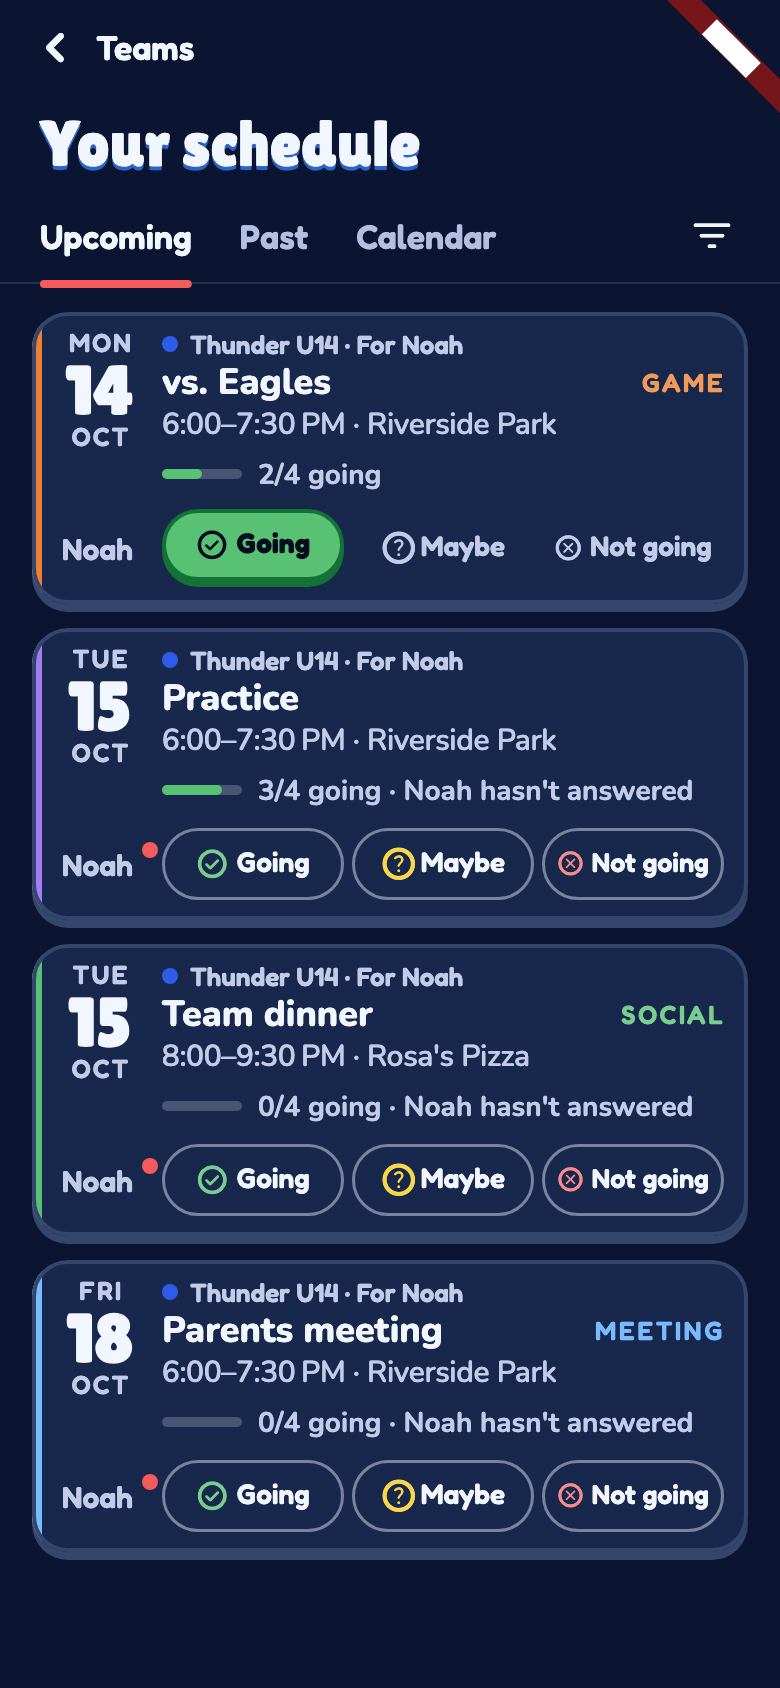 Teams
Your schedule
Upcoming Past Calendar
MON
14
OCT
Thunder U14 · For Noah
vs. Eagles
GAME
6:00–7:30 PM · Riverside Park
2/4 going
Noah
Going Maybe Not going
TUE
15
OCT
Thunder U14 · For Noah
Practice
6:00–7:30 PM · Riverside Park
3/4 going · Noah hasn't answered
Noah
Going Maybe Not going
TUE
15
OCT
Thunder U14 · For Noah
Team dinner
SOCIAL
8:00–9:30 PM · Rosa's Pizza
0/4 going · Noah hasn't answered
Noah
Going Maybe Not going
FRI
18
OCT
Thunder U14 · For Noah
Parents meeting
MEETING
6:00–7:30 PM · Riverside Park
0/4 going · Noah hasn't answered
Noah
Going Maybe Not going